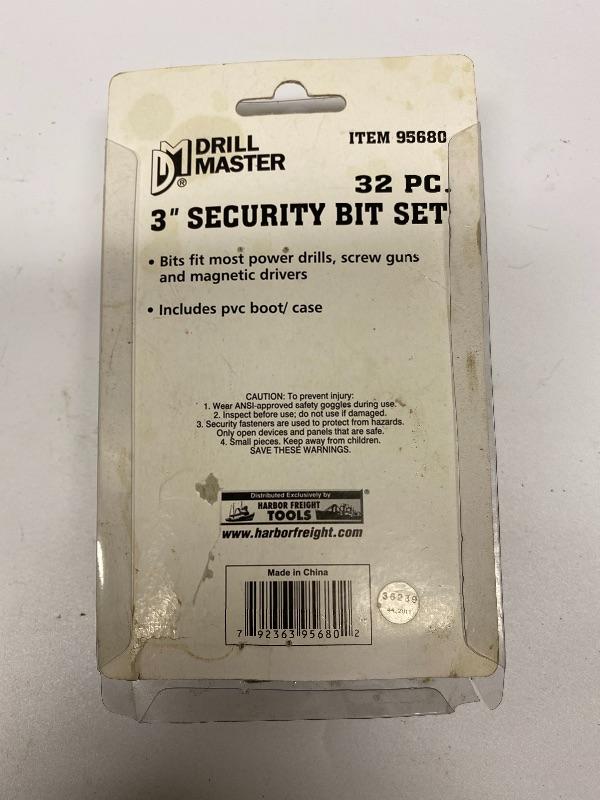 DM DRILL
MASTER
®
ITEM 95680
32 PC.
3" SECURITY BIT SET
• Bits fit most power drills, screw guns
and magnetic drivers
• Includes pvc boot/ case
CAUTION: To prevent injury:
1. Wear ANSI-approved safety goggles during use.
2. Inspect before use; do not use if damaged.
3. Security fasteners are used to protect from hazards.
Only open devices and panels that are safe.
4. Small pieces. Keep away from children.
SAVE THESE WARNINGS.
Distributed Exclusively by
HARBOR FREIGHT
TOOLS
®
www.harborfreight.com
Made in China
7 92363 95680 2
36239